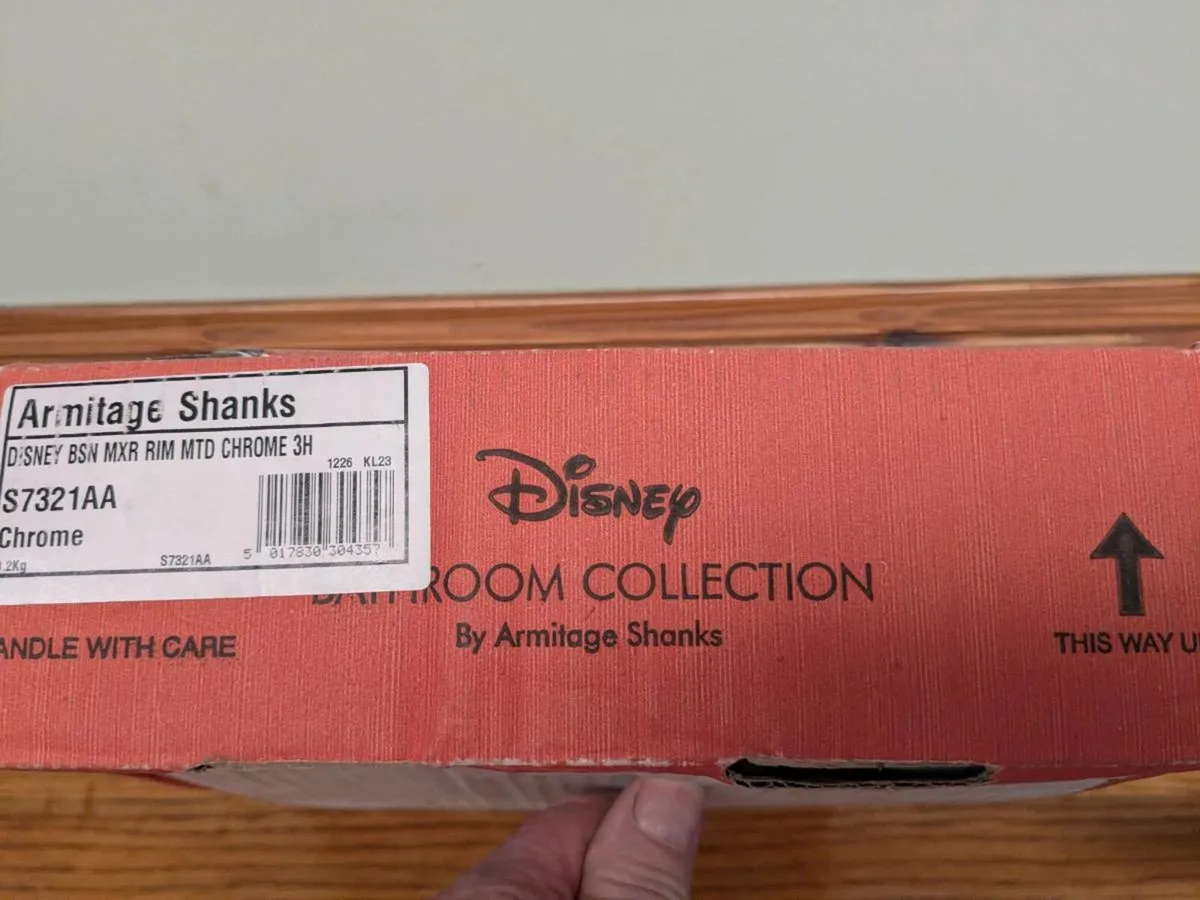 Armitage Shanks
DISNEY BSN MXR RIM MTD CHROME 3H
1226 KL23
S7321AA
Chrome
.2Kg
S7321AA
5 017830 304357
DISNEY
BATHROOM COLLECTION
By Armitage Shanks
ANDLE WITH CARE
THIS WAY U